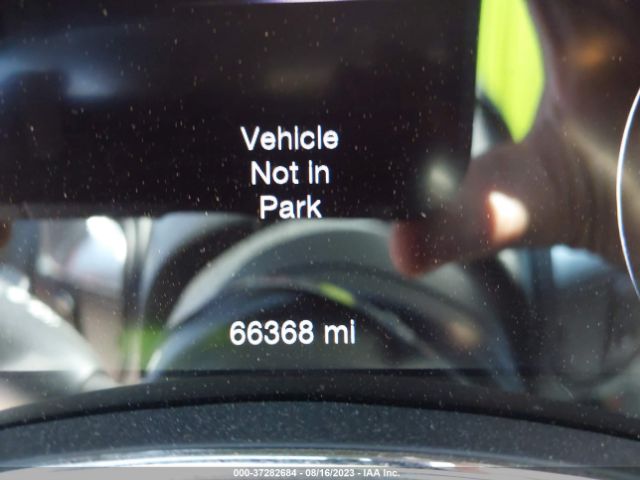 Vehicle
Not in
Park
66368 mi
000-37282684 - 08/16/2023 - IAA Inc.